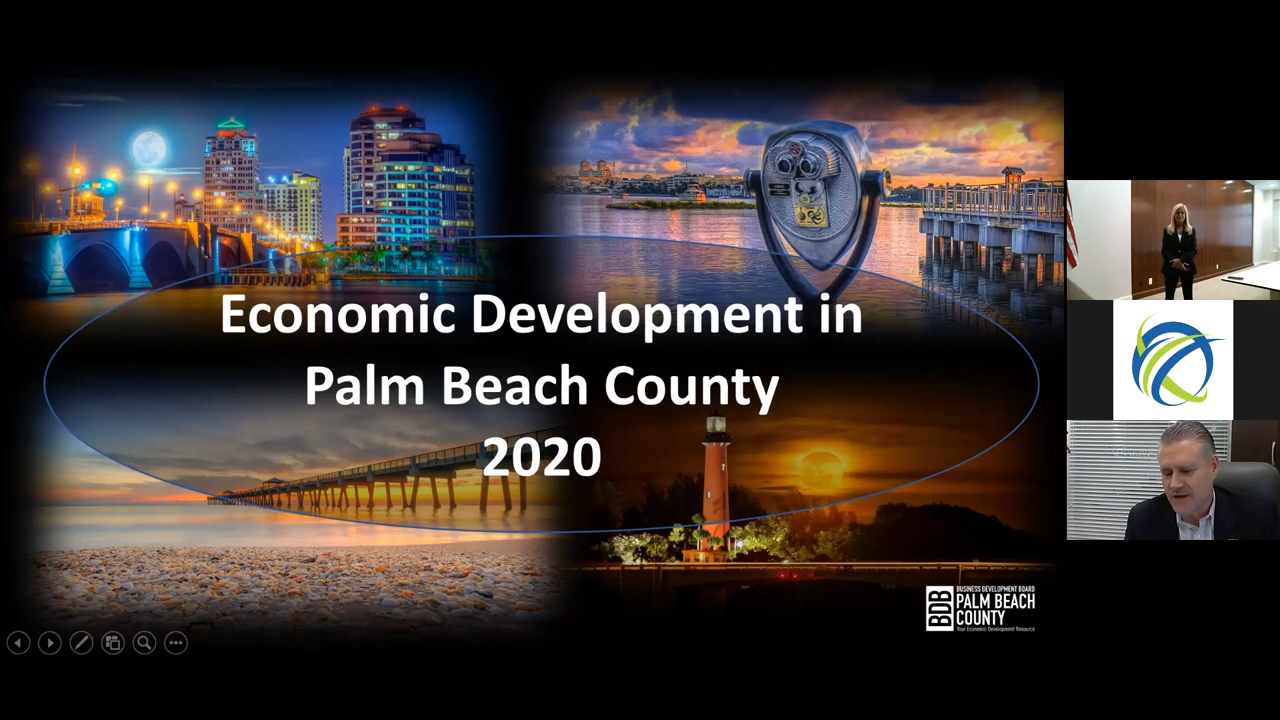 Economic Development in
Palm Beach County
2020
BDB
BUSINESS DEVELOPMENT BOARD
PALM BEACH
COUNTY
Your Economic Development Resource